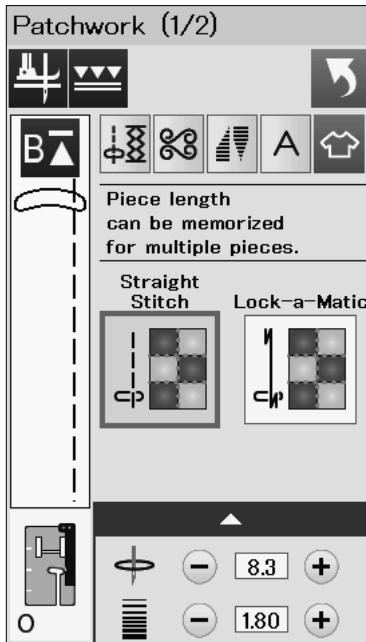 Patchwork (1/2)
B
A
Piece length
can be memorized
for multiple pieces.
Straight
Stitch
Lock-a-Matic
8.3
1.80
O